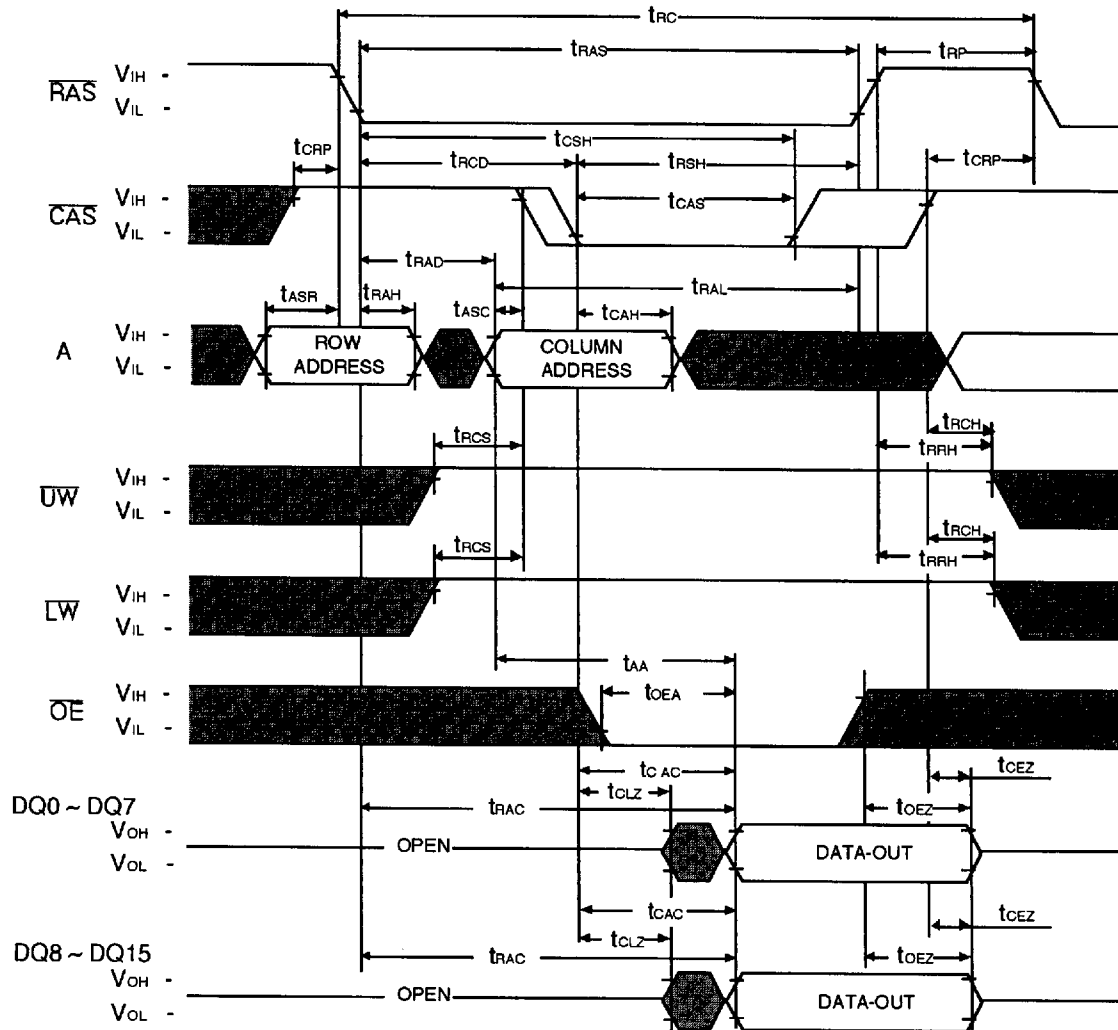 tRC
tRAS
tRP
RAS
VIH -
VIL -
tCSH
tCRP
tRCD
tRSH
tCRP
CAS
VIH -
VIL -
tCAS
tRAD
tASR
tRAH
tASC
tRAL
tCAH
A
VIH -
VIL -
ROW
ADDRESS
COLUMN
ADDRESS
tRCS
tRCH
tRRH
UW
VIH -
VIL -
tRCS
tRCH
tRRH
LW
VIH -
VIL -
tAA
OE
VIH -
VIL -
tOEA
tCAC
tCEZ
tCLZ
DQ0 ~ DQ7
tRAC
tOEZ
VOH -
VOL -
OPEN
DATA-OUT
tCAC
tCEZ
tCLZ
DQ8 ~ DQ15
tRAC
tOEZ
VOH -
VOL -
OPEN
DATA-OUT